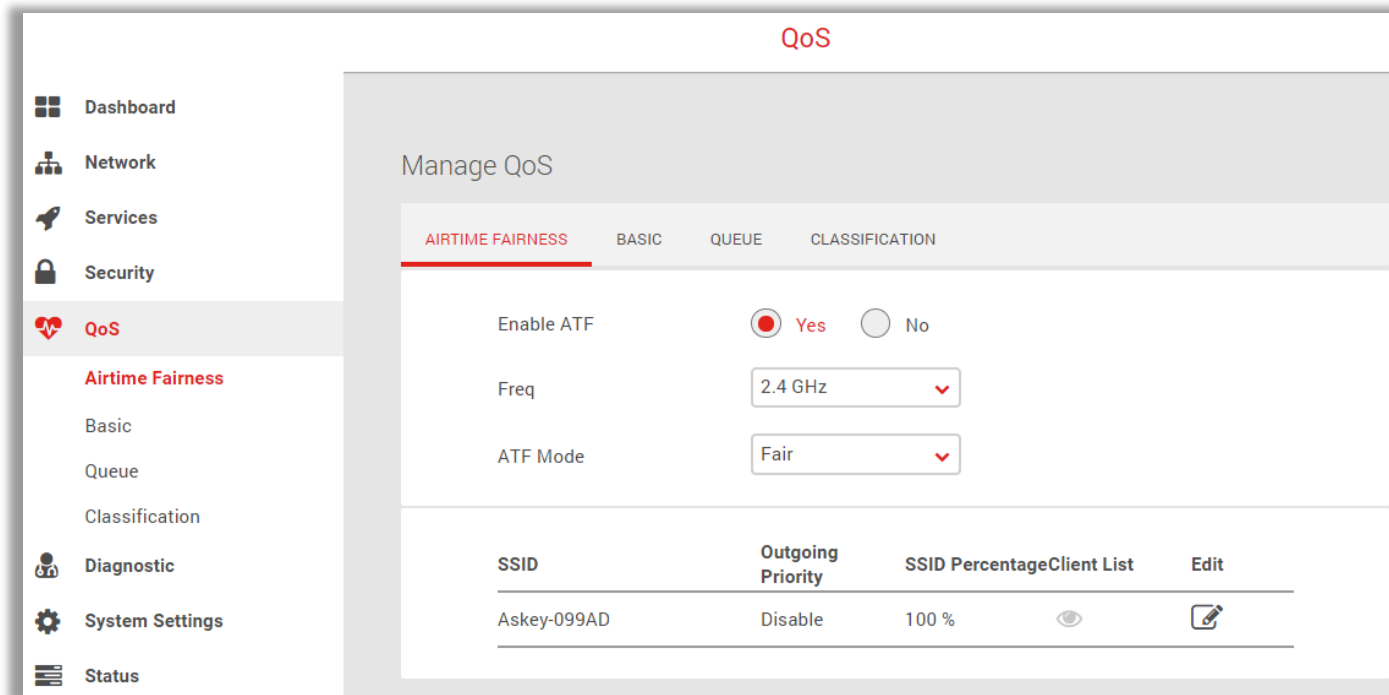 QoS
Dashboard
Network
Services
Security
QoS
Airtime Fairness
Basic
Queue
Classification
Diagnostic
System Settings
Status
Manage QoS
AIRTIME FAIRNESS BASIC QUEUE CLASSIFICATION
Enable ATF Yes No
Freq 2.4 GHz
ATF Mode Fair
SSID Outgoing Priority SSID Percentage Client List Edit
Askey-099AD Disable 100 %